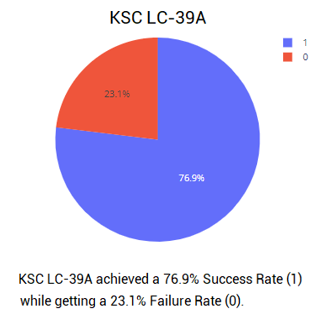 KSC LC-39A
1
0
23.1%
76.9%
KSC LC-39A achieved a 76.9% Success Rate (1)
while getting a 23.1% Failure Rate (0).